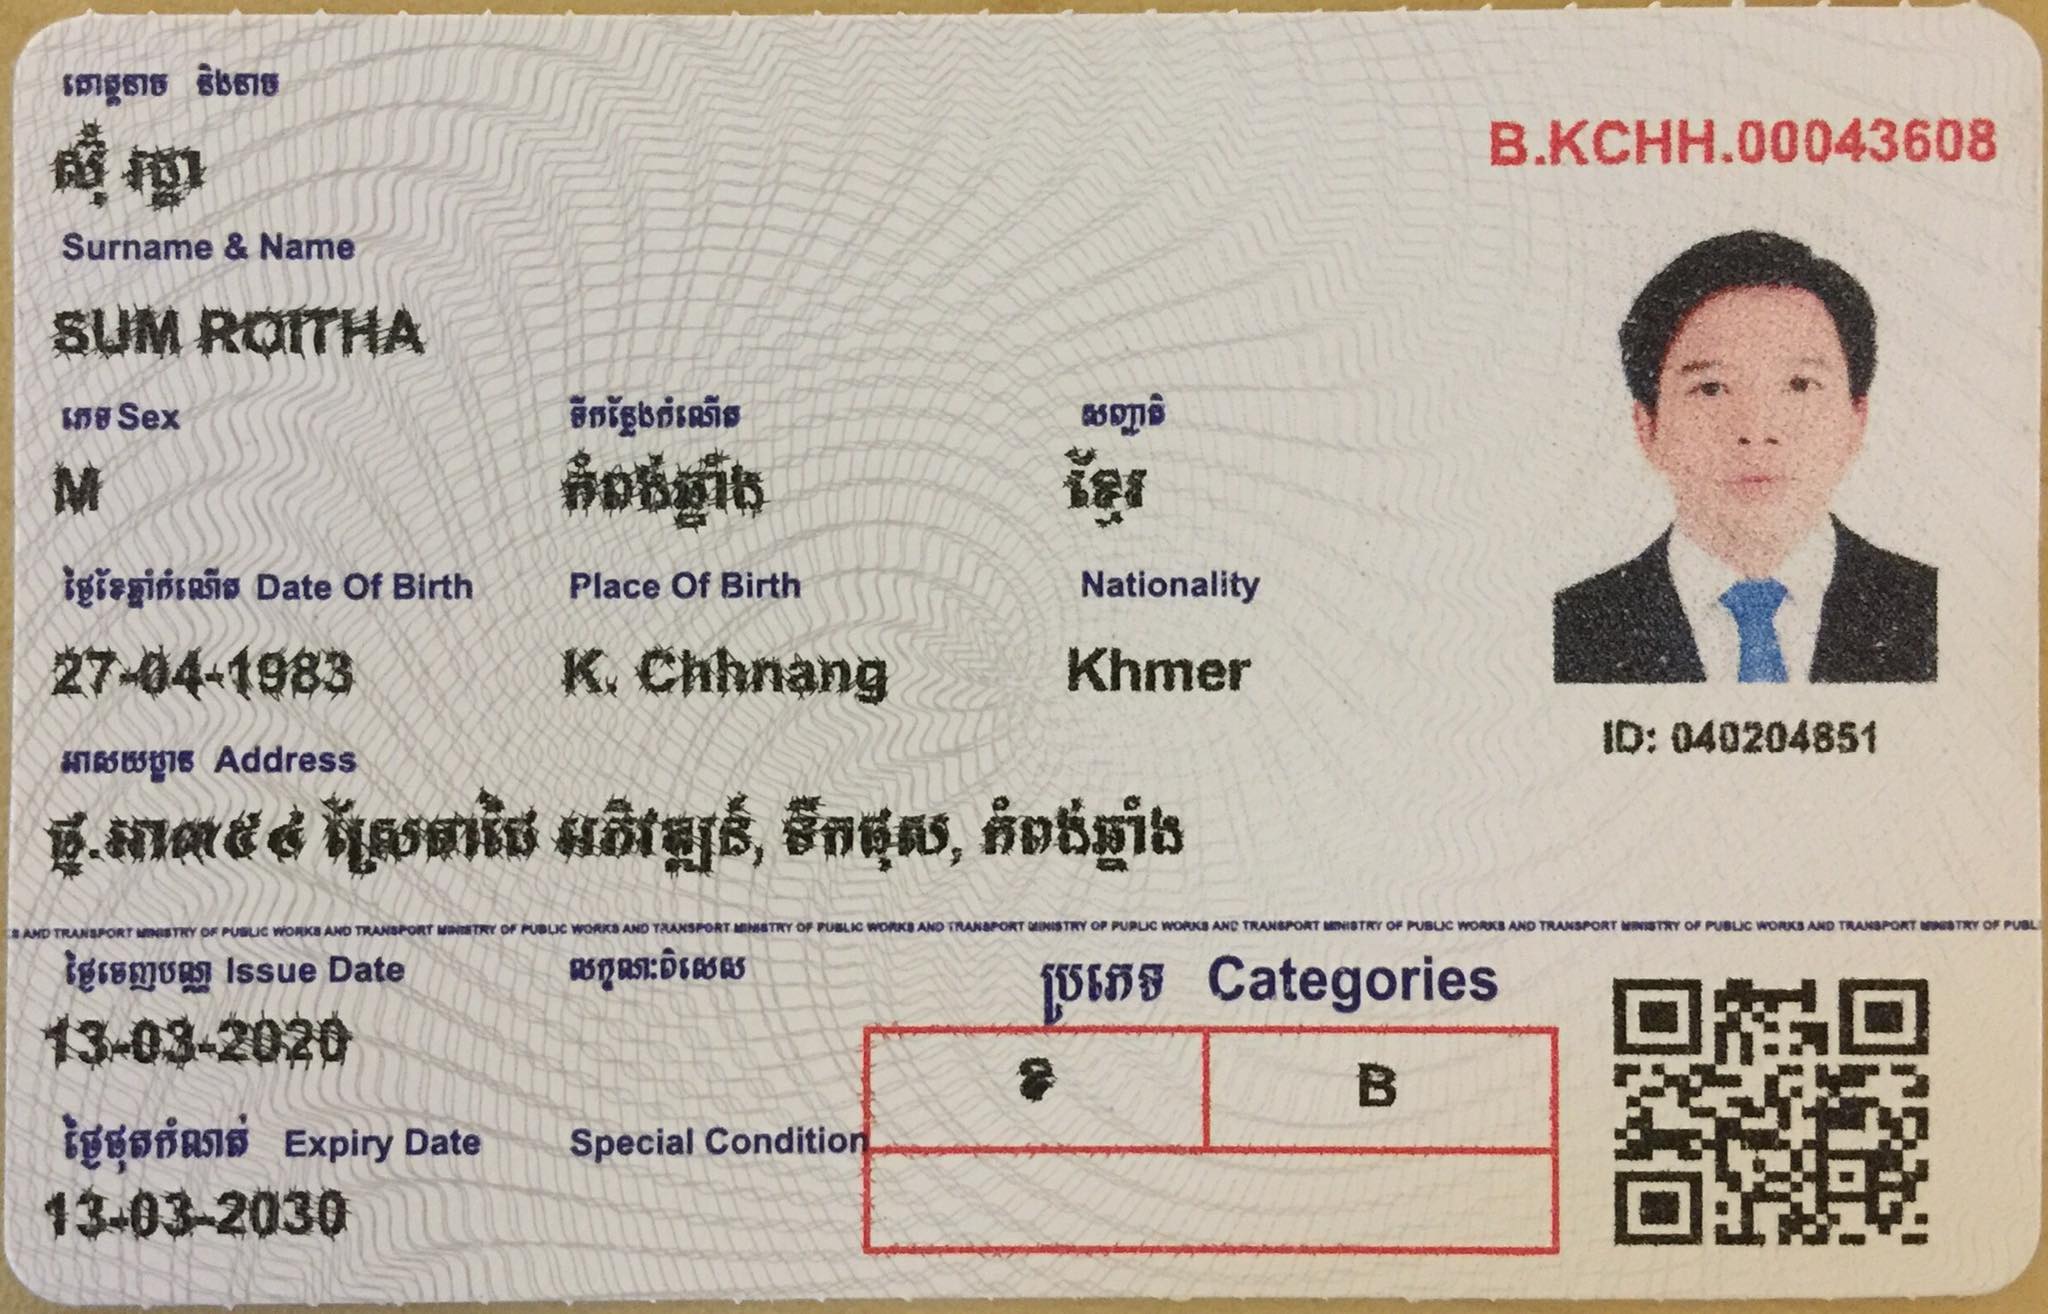 គោត្តនាម និងនាម
ស៊ុំ រដ្ឋា
B.KCHH.00043608
Surname & Name
SUM ROITHA
ភេទ Sex
ទីកន្លែងកំណើត
សញ្ជាតិ
M
កំពង់ឆ្នាំង
ខ្មែរ
ថ្ងៃខែឆ្នាំកំណើត Date Of Birth
Place Of Birth
Nationality
27-04-1983
K. Chhnang
Khmer
ID: 040204851
អាសយដ្ឋាន Address
ផ្ទះ.អា៣៥៤ ស្រែតាដៃ អភិវឌ្ឍន៍, ទឹកផុស, កំពង់ឆ្នាំង
S AND TRANSPORT MINISTRY OF PUBLIC WORKS AND TRANSPORT MINISTRY OF PUBLIC WORKS AND TRANSPORT MINISTRY OF PUBLIC WORKS AND TRANSPORT MINISTRY OF PUBLIC WORKS AND TRANSPORT MINISTRY OF PUBLIC WORKS AND TRANSPORT MINISTRY OF PUBL
ថ្ងៃចេញបណ្ណ Issue Date
លក្ខណៈពិសេស
ប្រភេទ Categories
13-03-2020
ខ
B
ថ្ងៃផុតកំណត់ Expiry Date
Special Condition
13-03-2030